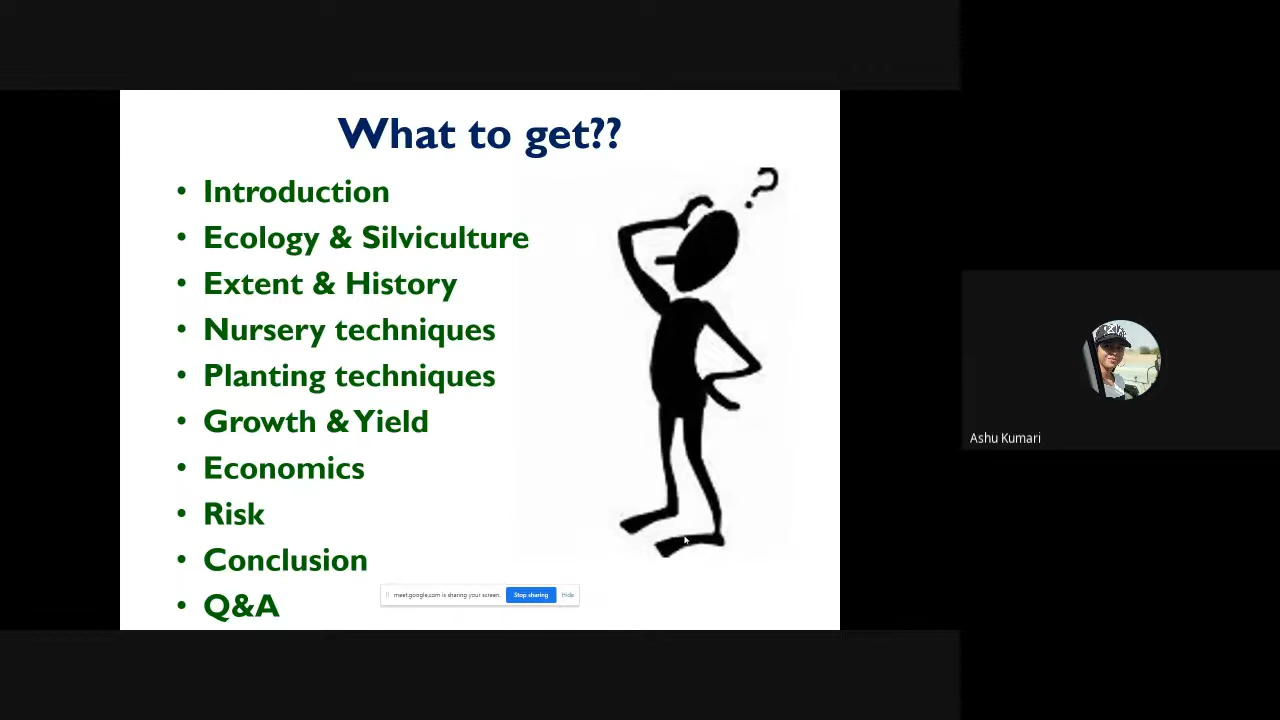 What to get??
• Introduction
• Ecology & Silviculture
• Extent & History
• Nursery techniques
• Planting techniques
• Growth & Yield
• Economics
• Risk
• Conclusion
• Q&A
?
meet.google.com is sharing your screen. Stop sharing Hide
Ashu Kumari